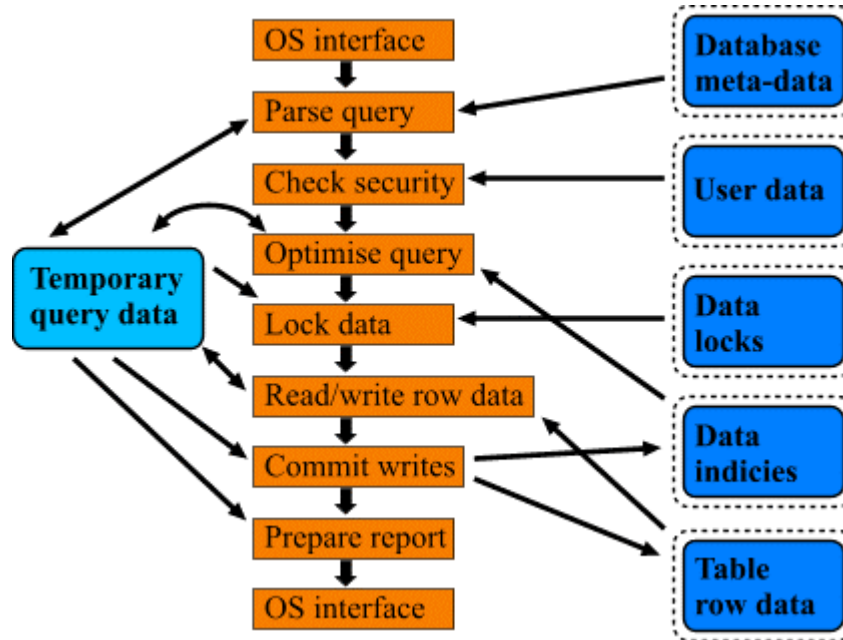 OS interface
Parse query
Check security
Optimise query
Lock data
Read/write row data
Commit writes
Prepare report
OS interface
Temporary
query data
Database
meta-data
User data
Data
locks
Data
indicies
Table
row data